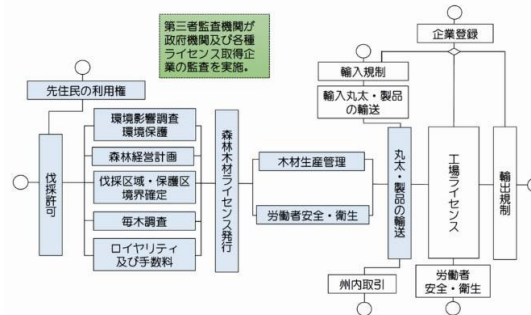 第三者監査機関が
政府機関及び各種
ライセンス取得企
業の監査を実施。
企業登録
輸入規制
輸入丸太・製品
の輸送
先住民の利用権
伐採許可
環境影響調査
環境保護
森林経営計画
伐採区域・保護区
境界確定
毎木調査
ロイヤリティ
及び手数料
森林木材ライセンス発行
木材生産管理
労働者安全・衛生
丸太・製品の輸送
工場ライセンス
輸出規制
州内取引
労働者
安全・衛生